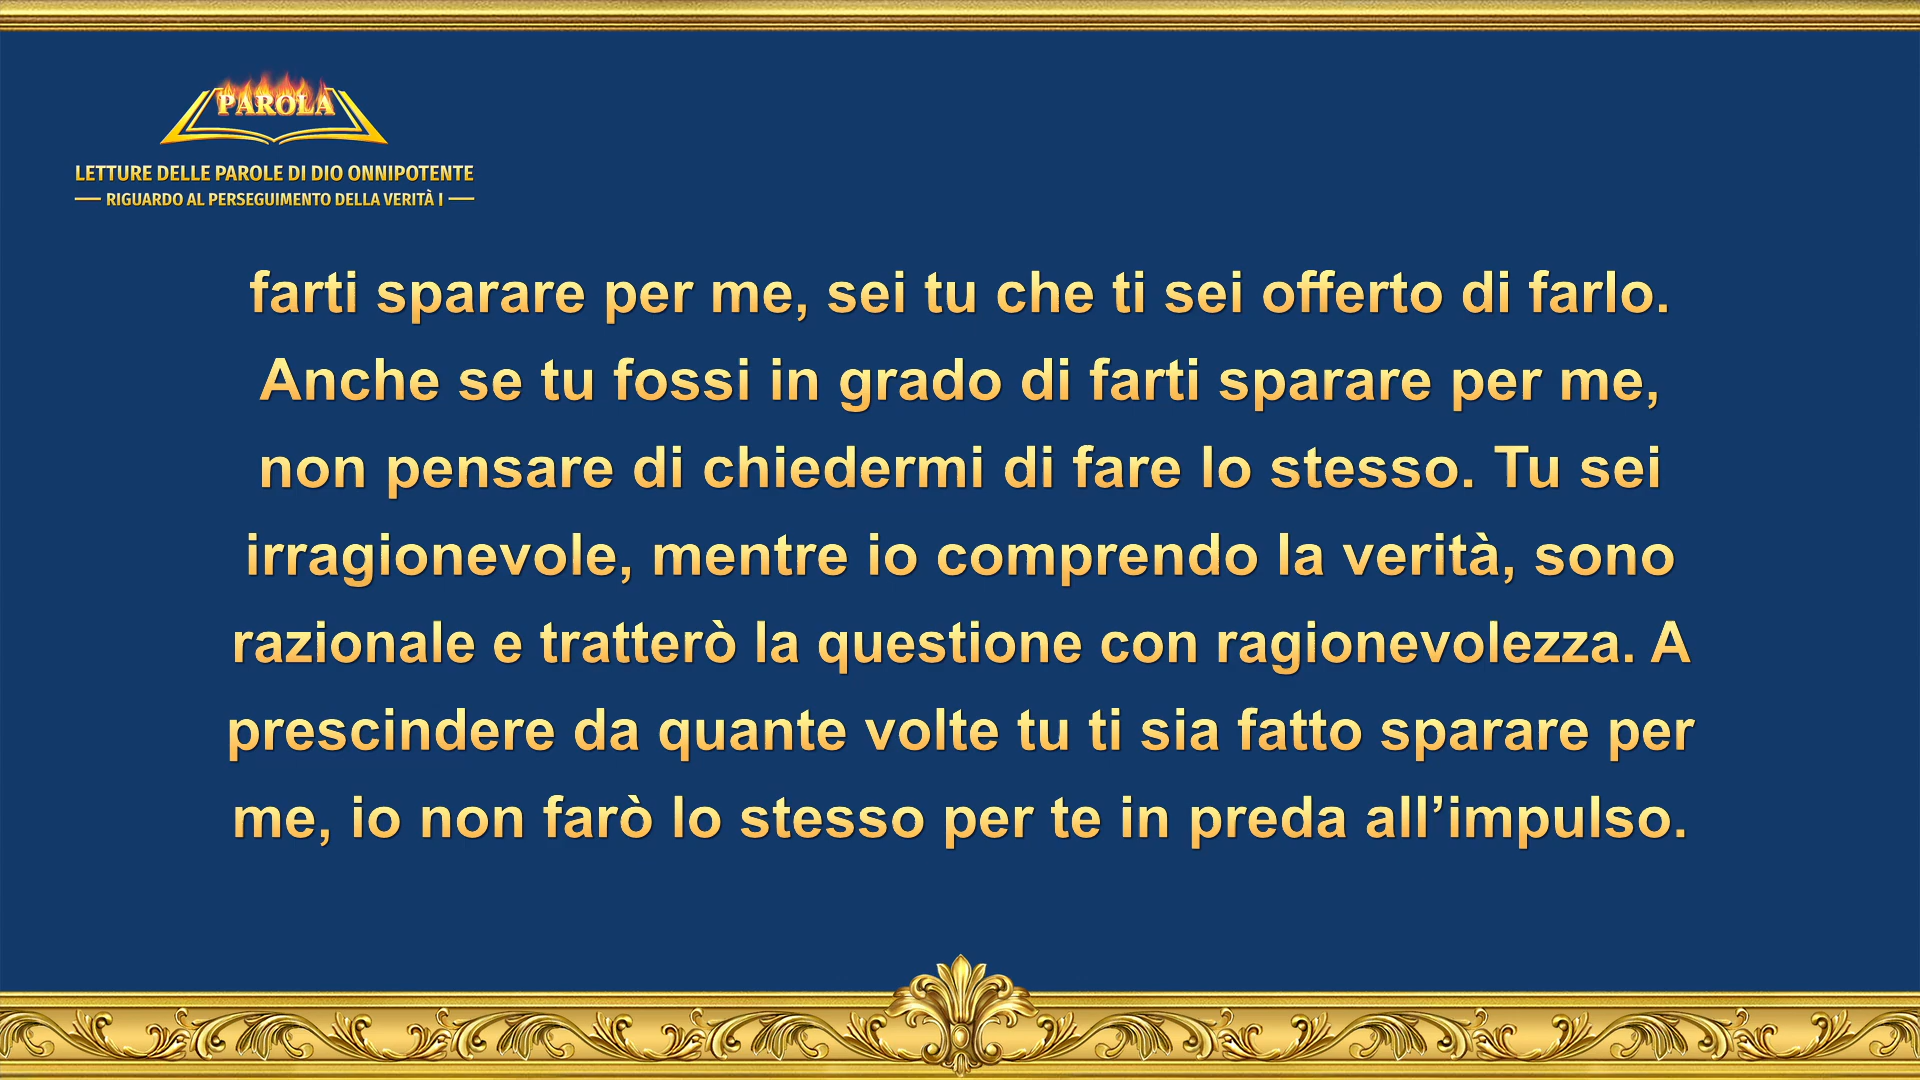 PAROLA
LETTURE DELLE PAROLE DI DIO ONNIPOTENTE
RIGUARDO AL PERSEGUIMENTO DELLA VERITÀ I
farti sparare per me, sei tu che ti sei offerto di farlo.
Anche se tu fossi in grado di farti sparare per me,
non pensare di chiedermi di fare lo stesso. Tu sei
irragionevole, mentre io comprendo la verità, sono
razionale e tratterò la questione con ragionevolezza. A
prescindere da quante volte tu ti sia fatto sparare per
me, io non farò lo stesso per te in preda all’impulso.